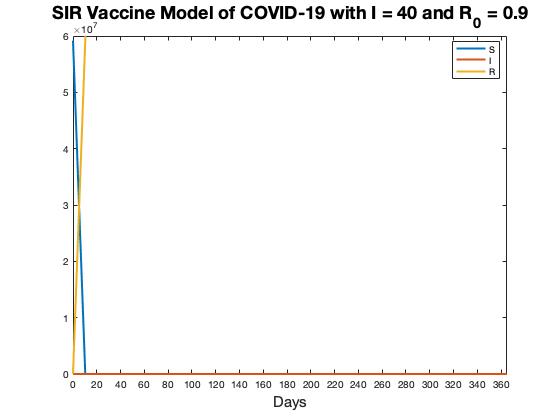 SIR Vaccine Model of COVID-19 with I = 40 and R₀ = 0.9
×10⁷
6
S
I
R
5
4
3
2
1
0
0 20 40 60 80 100 120 140 160 180 200 220 240 260 280 300 320 340 360
Days